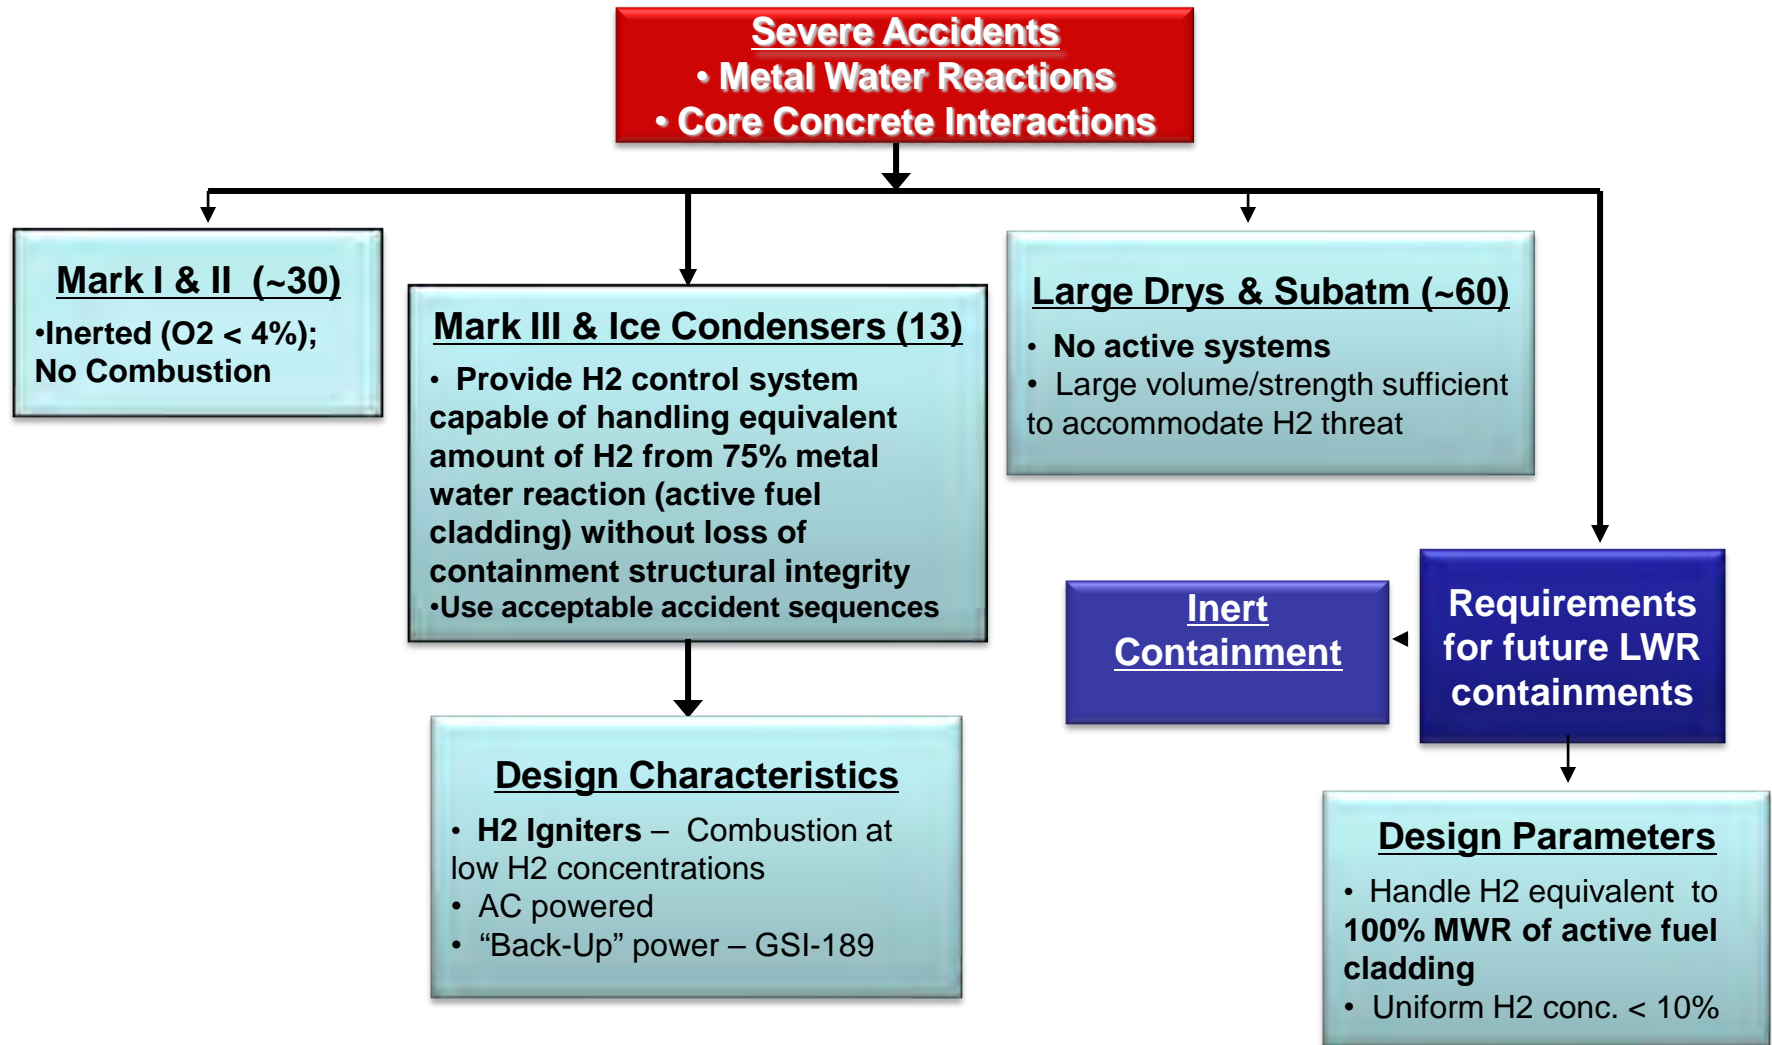 Severe Accidents
• Metal Water Reactions
• Core Concrete Interactions
Mark I & II (~30)
•Inerted (O2 < 4%);
No Combustion
Mark III & Ice Condensers (13)
• Provide H2 control system
capable of handling equivalent
amount of H2 from 75% metal
water reaction (active fuel
cladding) without loss of
containment structural integrity
•Use acceptable accident sequences
Design Characteristics
• H2 Igniters – Combustion at
low H2 concentrations
• AC powered
• “Back-Up” power – GSI-189
Large Drys & Subatm (~60)
• No active systems
• Large volume/strength sufficient
to accommodate H2 threat
Inert
Containment
Requirements
for future LWR
containments
Design Parameters
• Handle H2 equivalent to
100% MWR of active fuel
cladding
• Uniform H2 conc. < 10%